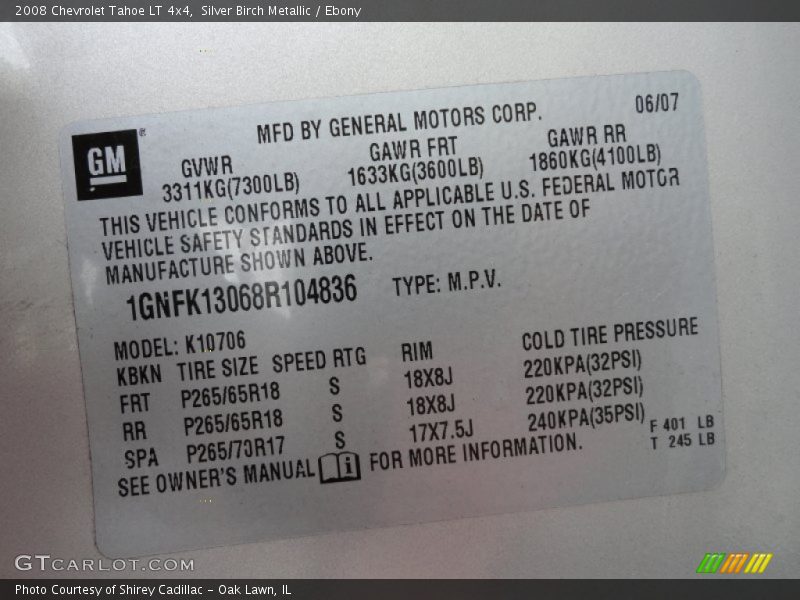 2008 Chevrolet Tahoe LT 4x4, Silver Birch Metallic / Ebony
GM ®
MFD BY GENERAL MOTORS CORP. 06/07
GVWR GAWR FRT GAWR RR
3311KG(7300LB) 1633KG(3600LB) 1860KG(4100LB)
THIS VEHICLE CONFORMS TO ALL APPLICABLE U.S. FEDERAL MOTOR
VEHICLE SAFETY STANDARDS IN EFFECT ON THE DATE OF
MANUFACTURE SHOWN ABOVE.
1GNFK13068R104836 TYPE: M.P.V.
MODEL: K10706
KBKN TIRE SIZE SPEED RTG RIM COLD TIRE PRESSURE
FRT P265/65R18 S 18X8J 220KPA(32PSI)
RR P265/65R18 S 18X8J 220KPA(32PSI)
SPA P265/70R17 S 17X7.5J 240KPA(35PSI)
SEE OWNER'S MANUAL i FOR MORE INFORMATION.
F 401 LB
T 245 LB
GTCARLOT.COM
Photo Courtesy of Shirey Cadillac - Oak Lawn, IL